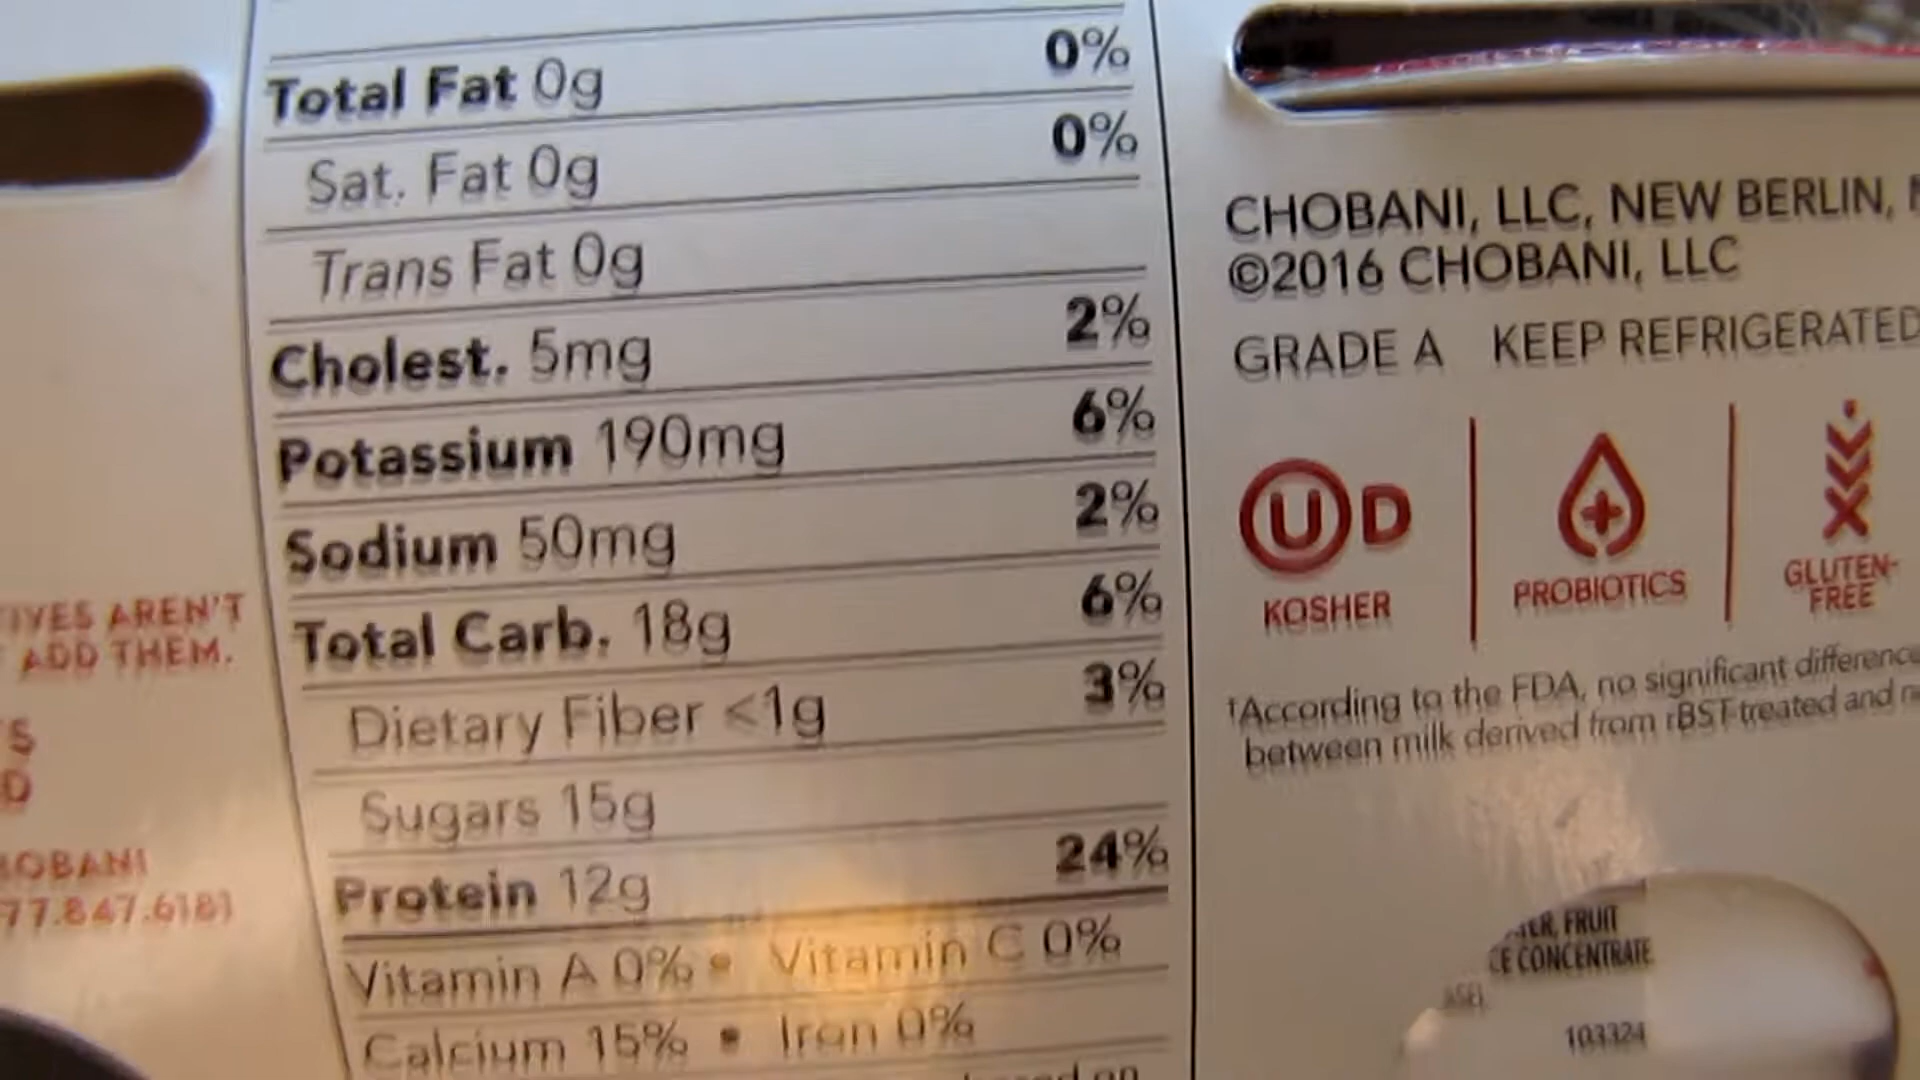 Total Fat 0g 0%
Sat. Fat 0g 0%
Trans Fat 0g
Cholest. 5mg 2%
Potassium 190mg 6%
Sodium 50mg 2%
Total Carb. 18g 6%
Dietary Fiber <1g 3%
Sugars 15g
Protein 12g 24%
Vitamin A 0% • Vitamin C 0%
Calcium 15% • Iron 0%
based on
AREN'T
ADD THEM.
77.847.6181
CHOBANI, LLC, NEW BERLIN,
©2016 CHOBANI, LLC
GRADE A KEEP REFRIGERATED
U D
KOSHER
PROBIOTICS
GLUTEN-
FREE
†According to the FDA, no significant difference
between milk derived from rBST-treated and
FRUIT
CONCENTRATE
103324